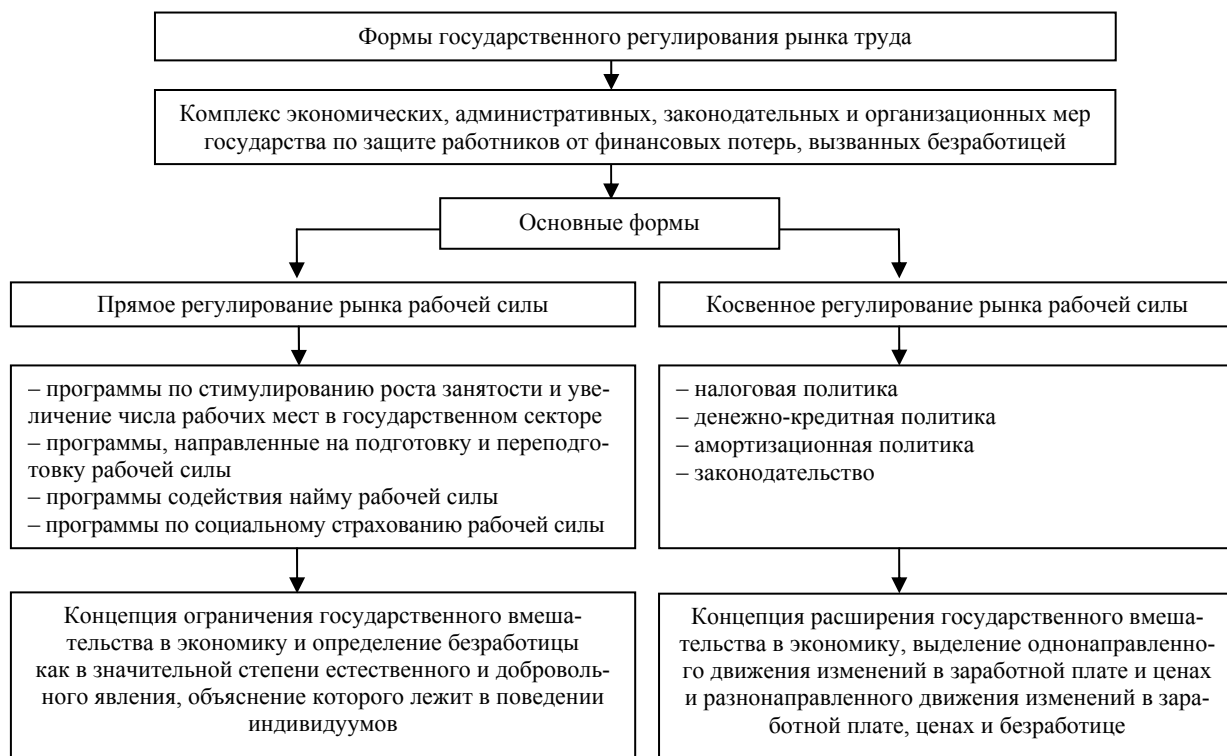 Формы государственного регулирования рынка труда
Комплекс экономических, административных, законодательных и организационных мер
государства по защите работников от финансовых потерь, вызванных безработицей
Основные формы
Прямое регулирование рынка рабочей силы
– программы по стимулированию роста занятости и уве-
личение числа рабочих мест в государственном секторе
– программы, направленные на подготовку и переподго-
товку рабочей силы
– программы содействия найму рабочей силы
– программы по социальному страхованию рабочей силы
Концепция ограничения государственного вмеша-
тельства в экономику и определение безработицы
как в значительной степени естественного и доброволь-
ного явления, объяснение которого лежит в поведении
индивидуумов
Косвенное регулирование рынка рабочей силы
– налоговая политика
– денежно-кредитная политика
– амортизационная политика
– законодательство
Концепция расширения государственного вмеша-
тельства в экономику, выделение однонаправленно-
го движения изменений в заработной плате и ценах
и разнонаправленного движения изменений в зара-
ботной плате, ценах и безработице